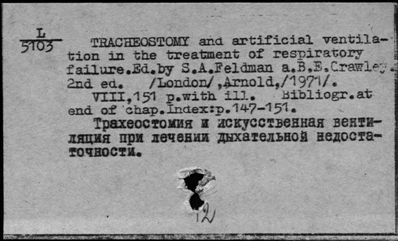 L
5103
TRACHEOSTOMY and artificial ventila-
tion in the treatment of respiratory
failure.Ed.by S.A.Feldman a.B.E.Crawley.
2nd ed. /London/,Arnold,/1971/.
VIII,151 p.with ill. Bibliogr.at
end of chap.Index:p.147-151.
Трахеостомия и искусственная венти-
ляция при лечении дыхательной недоста-
точности.
12